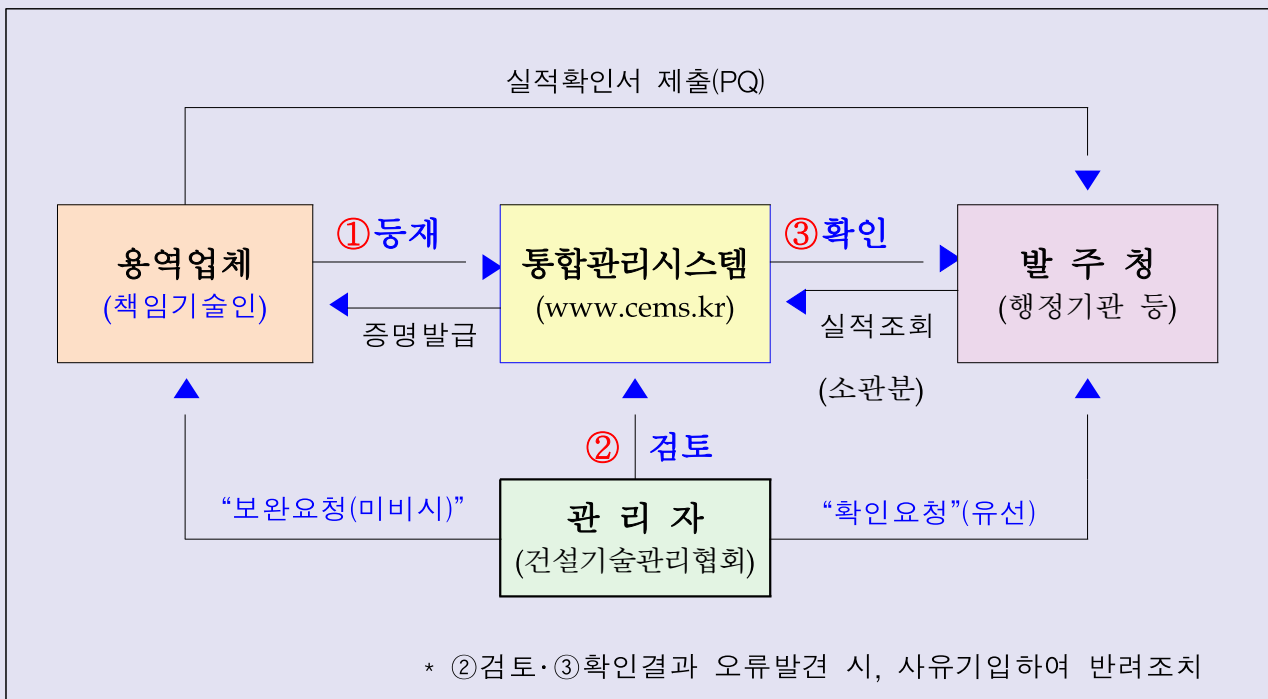 실적확인서 제출(PQ)
①등재
③확인
용역업체
(책임기술인)
통합관리시스템
(www.cems.kr)
발 주 청
(행정기관 등)
증명발급
실적조회
(소관분)
② 검토
“보완요청(미비시)”
“확인요청”(유선)
관 리 자
(건설기술관리협회)
* ②검토·③확인결과 오류발견 시, 사유기입하여 반려조치